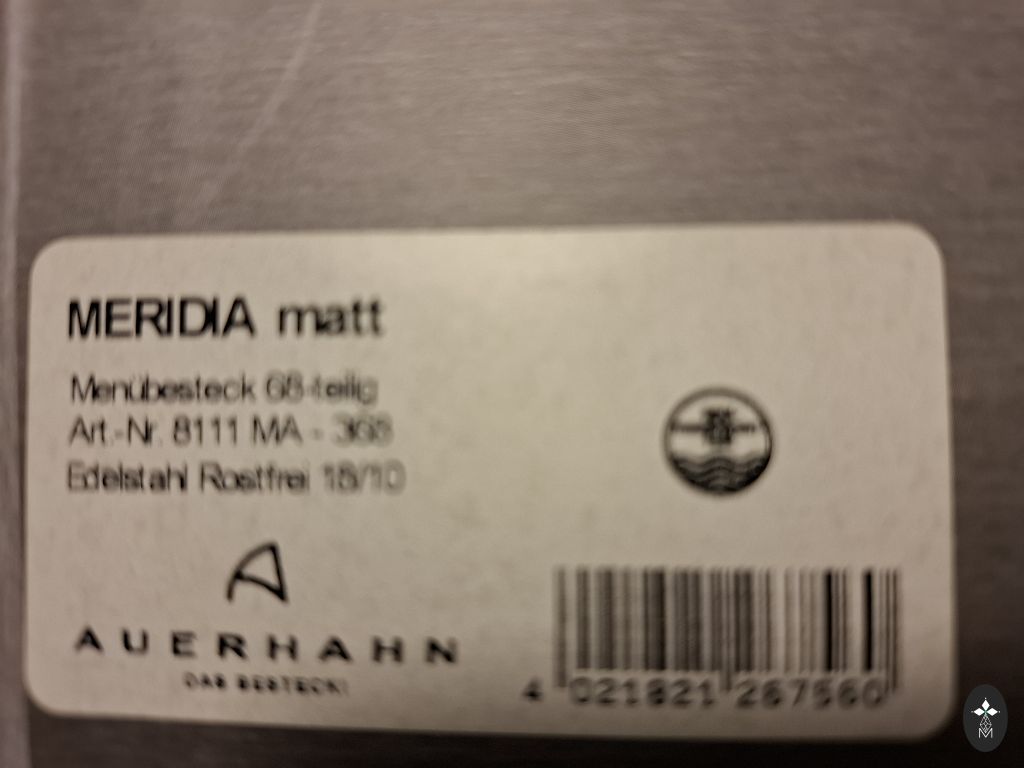 MERIDIA matt
Menübesteck 68-teilig
Art.-Nr. 8111 MA - 368
Edelstahl Rostfrei 18/10
AUERHAHN
DAS BESTECK!
4 021821 267560
M